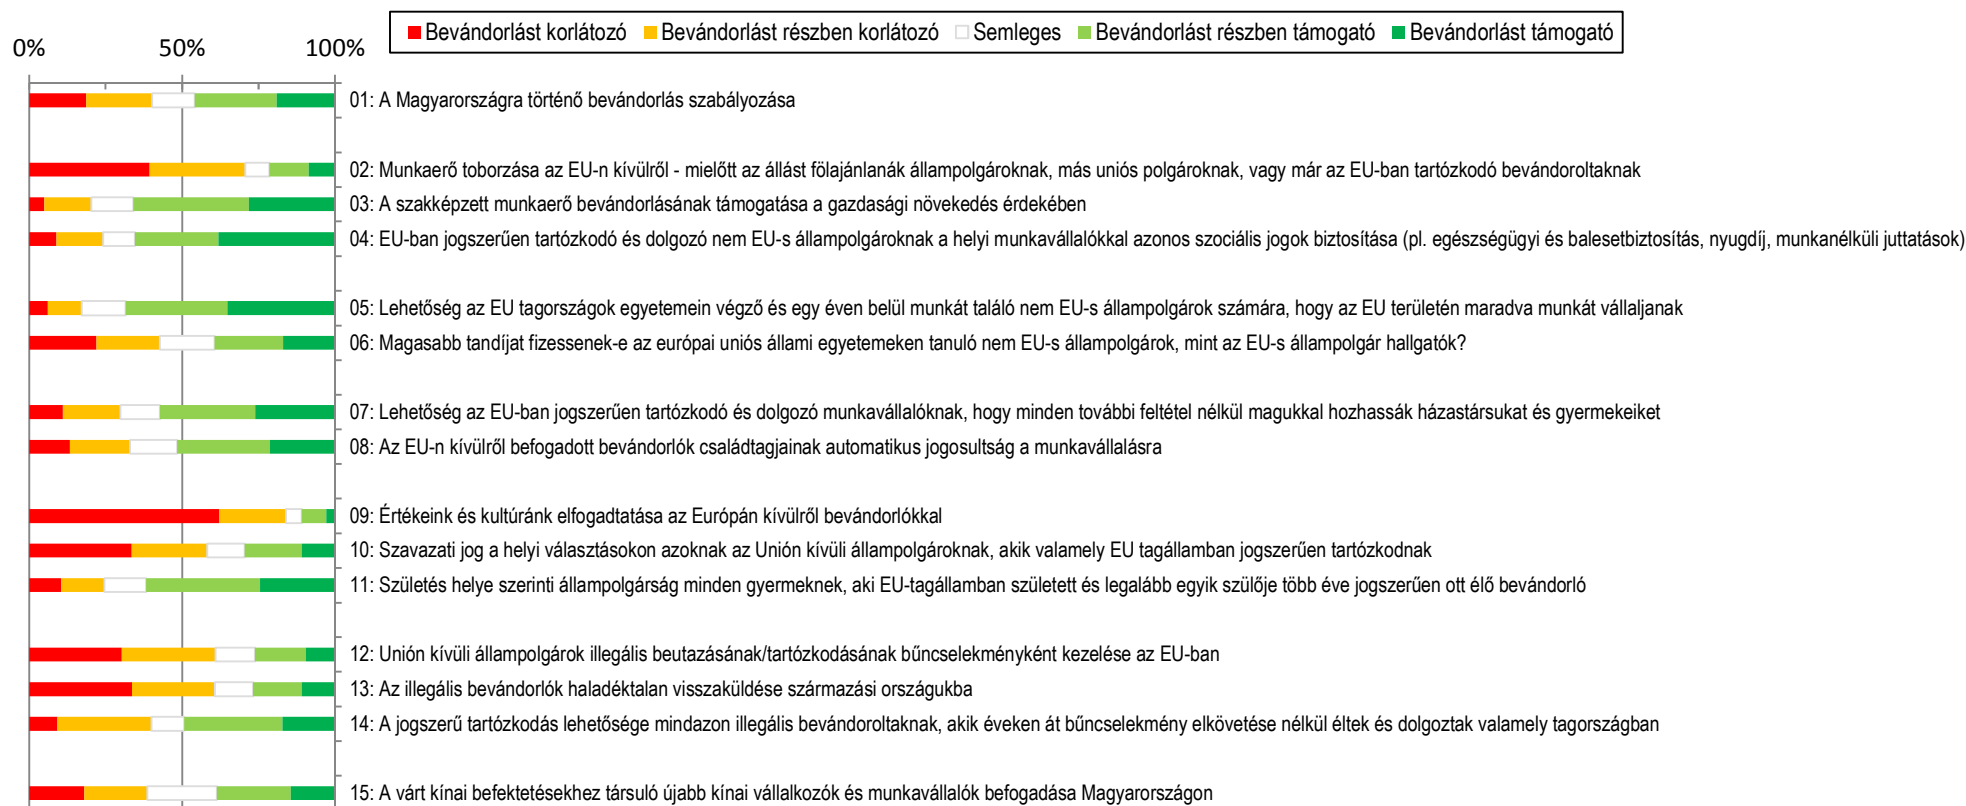 Bevándorlást korlátozó Bevándorlást részben korlátozó Semleges Bevándorlást részben támogató Bevándorlást támogató
0% 50% 100%
01: A Magyarországra történő bevándorlás szabályozása
02: Munkaerő toborzása az EU-n kívülről - mielőtt az állást fölajánlanák állampolgároknak, más uniós polgároknak, vagy már az EU-ban tartózkodó bevándoroltaknak
03: A szakképzett munkaerő bevándorlásának támogatása a gazdasági növekedés érdekében
04: EU-ban jogszerűen tartózkodó és dolgozó nem EU-s állampolgároknak a helyi munkavállalókkal azonos szociális jogok biztosítása (pl. egészségügyi és balesetbiztosítás, nyugdíj, munkanélküli juttatások)
05: Lehetőség az EU tagországok egyetemein végző és egy éven belül munkát találó nem EU-s állampolgárok számára, hogy az EU területén maradva munkát vállaljanak
06: Magasabb tandíjat fizessenek-e az európai uniós állami egyetemeken tanuló nem EU-s állampolgárok, mint az EU-s állampolgár hallgatók?
07: Lehetőség az EU-ban jogszerűen tartózkodó és dolgozó munkavállalóknak, hogy minden további feltétel nélkül magukkal hozhassák házastársukat és gyermekeiket
08: Az EU-n kívülről befogadott bevándorlók családtagjainak automatikus jogosultság a munkavállalásra
09: Értékeink és kultúránk elfogadtatása az Európán kívülről bevándorlókkal
10: Szavazati jog a helyi választásokon azoknak az Unión kívüli állampolgároknak, akik valamely EU tagállamban jogszerűen tartózkodnak
11: Születés helye szerinti állampolgárság minden gyermeknek, aki EU-tagállamban született és legalább egyik szülője több éve jogszerűen ott élő bevándorló
12: Unión kívüli állampolgárok illegális beutazásának/tartózkodásának bűncselekményként kezelése az EU-ban
13: Az illegális bevándorlók haladéktalan visszaküldése származási országukba
14: A jogszerű tartózkodás lehetősége mindazon illegális bevándoroltaknak, akik éveken át bűncselekmény elkövetése nélkül éltek és dolgoztak valamely tagországban
15: A várt kínai befektetésekhez társuló újabb kínai vállalkozók és munkavállalók befogadása Magyarországon